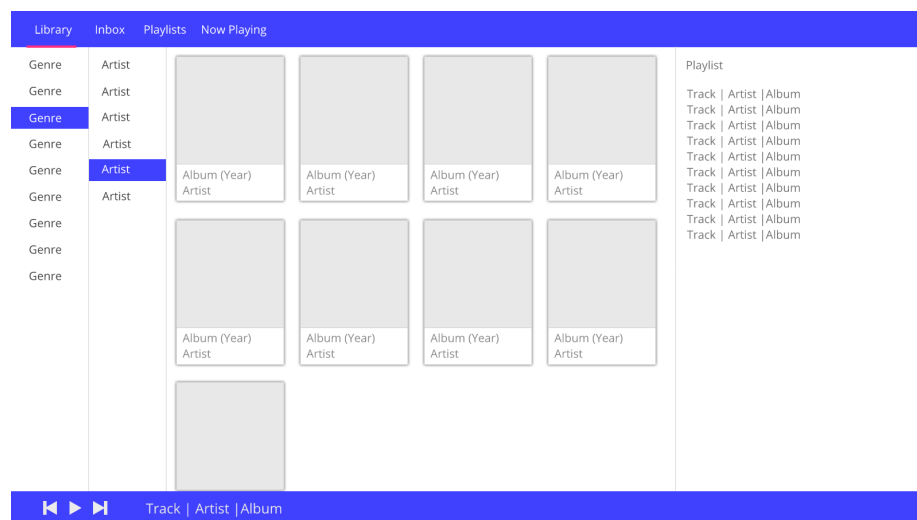 Library Inbox Playlists Now Playing
Genre
Genre
Genre
Genre
Genre
Genre
Genre
Genre
Genre
Artist
Artist
Artist
Artist
Artist
Artist
Album (Year)
Artist
Album (Year)
Artist
Album (Year)
Artist
Album (Year)
Artist
Album (Year)
Artist
Album (Year)
Artist
Album (Year)
Artist
Album (Year)
Artist
Playlist
Track | Artist |Album
Track | Artist |Album
Track | Artist |Album
Track | Artist |Album
Track | Artist |Album
Track | Artist |Album
Track | Artist |Album
Track | Artist |Album
Track | Artist |Album
Track | Artist |Album
Track | Artist |Album